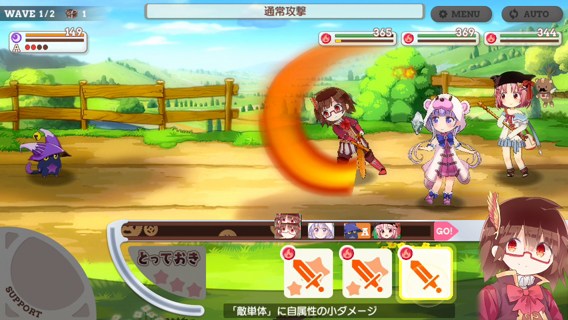 WAVE 1/2 1
通常攻撃
MENU
AUTO
149
A
365
369
344
A
GO!
とっておき
SUPPORT
「敵単体」に自属性の小ダメージ